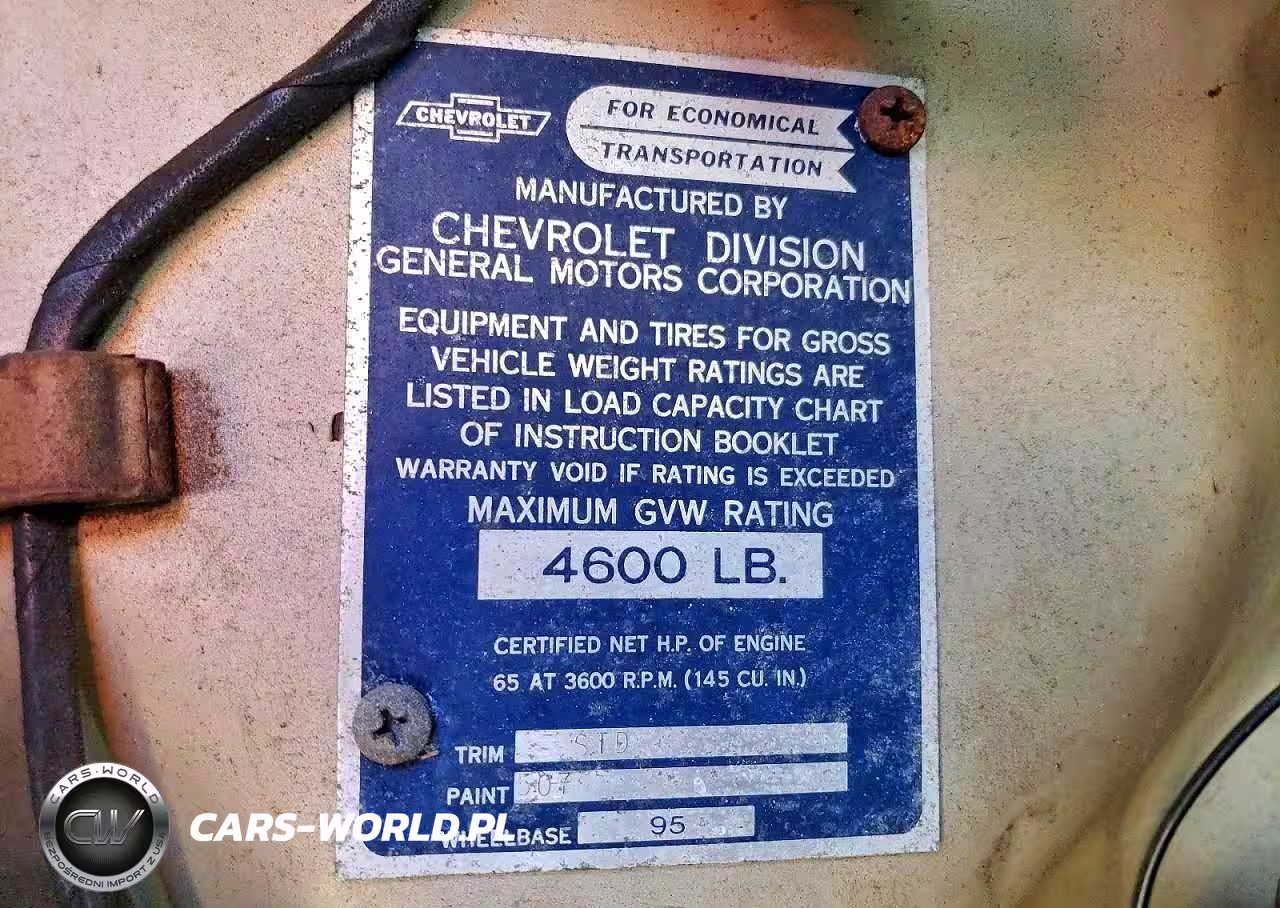 CHEVROLET
FOR ECONOMICAL
TRANSPORTATION
MANUFACTURED BY
CHEVROLET DIVISION
GENERAL MOTORS CORPORATION
EQUIPMENT AND TIRES FOR GROSS
VEHICLE WEIGHT RATINGS ARE
LISTED IN LOAD CAPACITY CHART
OF INSTRUCTION BOOKLET
WARRANTY VOID IF RATING IS EXCEEDED
MAXIMUM GVW RATING
4600 LB.
CERTIFIED NET H.P. OF ENGINE
65 AT 3600 R.P.M. (145 CU. IN.)
TRIM STD
PAINT
WHEELBASE 95
CARS-WORLD
CW
BEZPOŚREDNI IMPORT Z USA
CARS-WORLD.PL